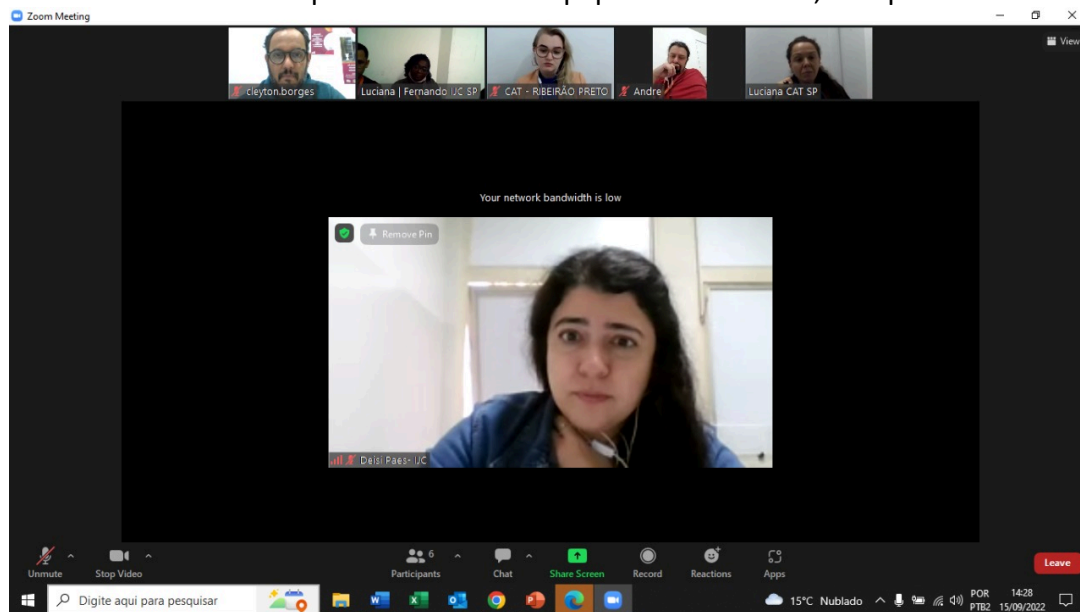 Zoom Meeting
View
cleyton.borges
Luciana | Fernando IJC SP
CAT - RIBEIRÃO PRETO
Andre
Luciana CAT SP
Your network bandwidth is low
Remove Pin
Deisi Paes- IJC
Unmute
Stop Video
6
Participants
Chat
Share Screen
Record
Reactions
Apps
Leave
Digite aqui para pesquisar
15°C Nublado
POR
PTB2
14:28
15/09/2022